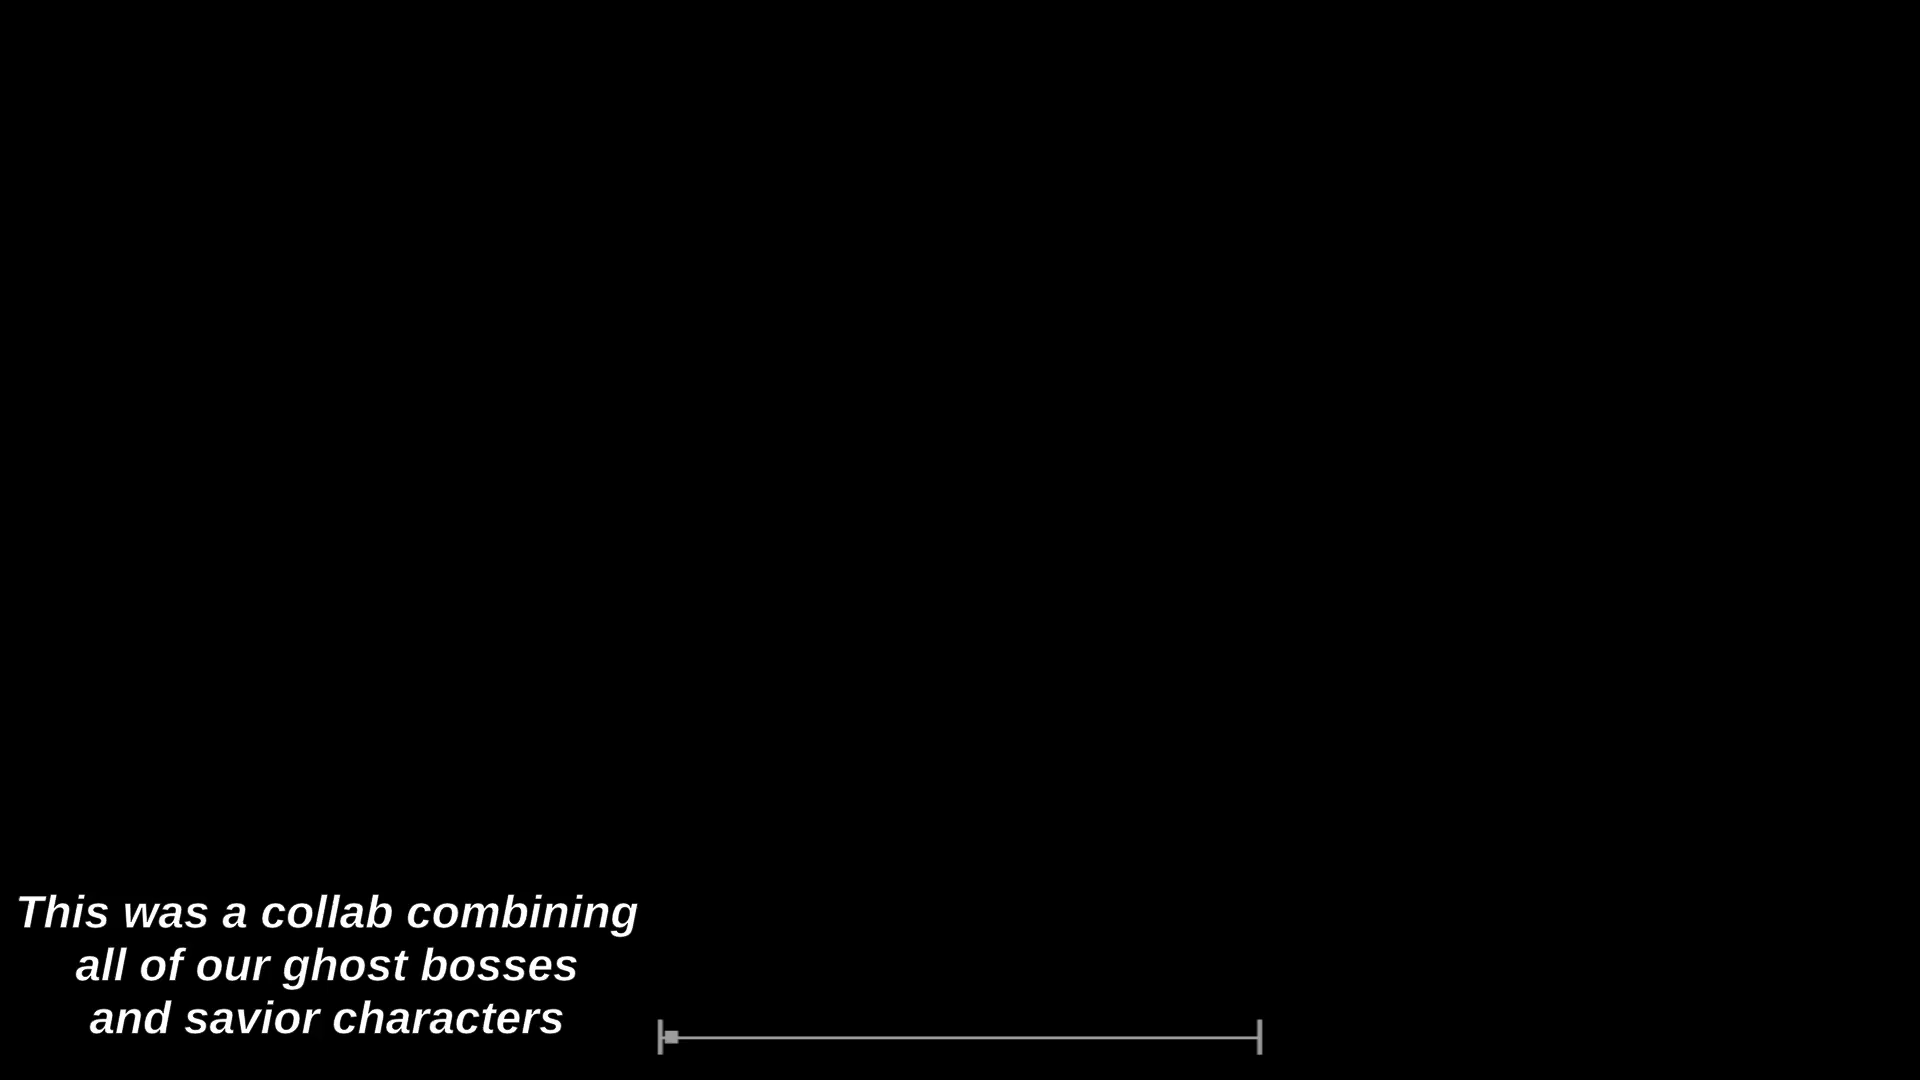 This was a collab combining
all of our ghost bosses
and savior characters